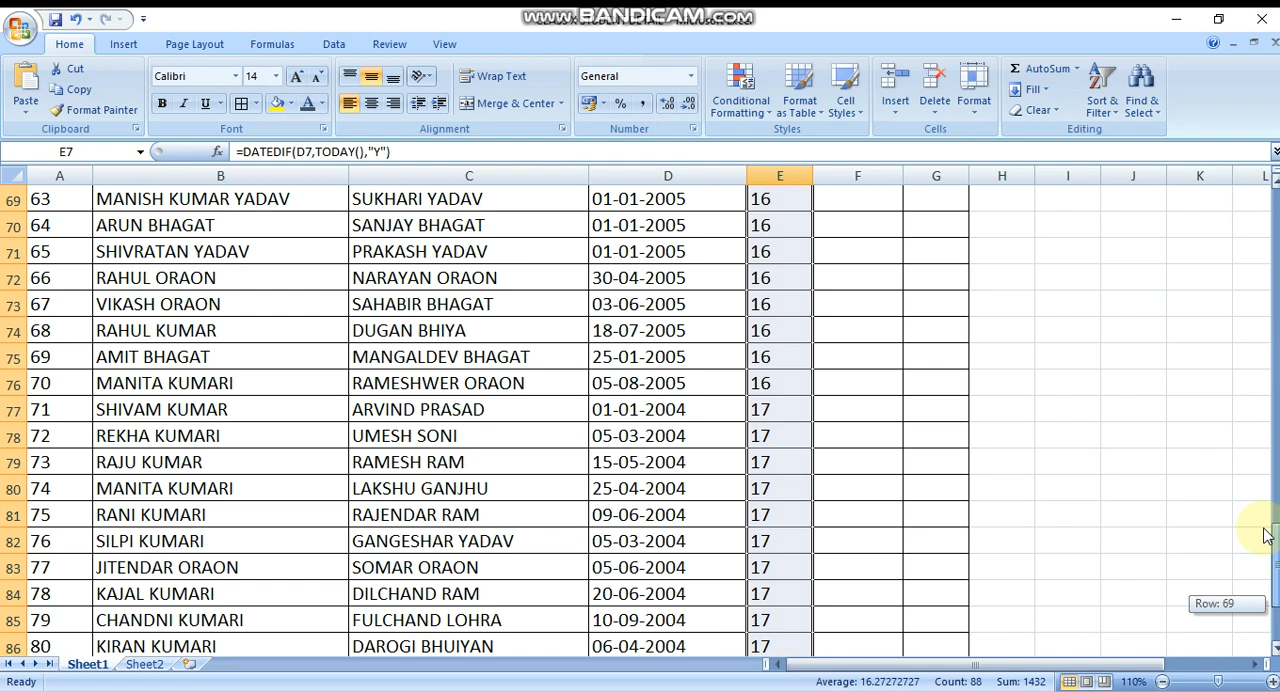 www.BANDICAM.com
Home Insert Page Layout Formulas Data Review View
Paste Cut Copy Format Painter Clipboard
Calibri 14 A A B I U A Font
Wrap Text Merge & Center Alignment
General % , .0 .00 .00 .0 Number
Conditional Formatting Format as Table Cell Styles Styles
Insert Delete Format Cells
Σ AutoSum Fill Clear Sort & Filter Find & Select Editing
E7 fx =DATEDIF(D7,TODAY(),"Y")
A B C D E F G H I J K L
69 63 MANISH KUMAR YADAV SUKHARI YADAV 01-01-2005 16
70 64 ARUN BHAGAT SANJAY BHAGAT 01-01-2005 16
71 65 SHIVRATAN YADAV PRAKASH YADAV 01-01-2005 16
72 66 RAHUL ORAON NARAYAN ORAON 30-04-2005 16
73 67 VIKASH ORAON SAHABIR BHAGAT 03-06-2005 16
74 68 RAHUL KUMAR DUGAN BHIYA 18-07-2005 16
75 69 AMIT BHAGAT MANGALDEV BHAGAT 25-01-2005 16
76 70 MANITA KUMARI RAMESHWER ORAON 05-08-2005 16
77 71 SHIVAM KUMAR ARVIND PRASAD 01-01-2004 17
78 72 REKHA KUMARI UMESH SONI 05-03-2004 17
79 73 RAJU KUMAR RAMESH RAM 15-05-2004 17
80 74 MANITA KUMARI LAKSHU GANJHU 25-04-2004 17
81 75 RANI KUMARI RAJENDAR RAM 09-06-2004 17
82 76 SILPI KUMARI GANGESHAR YADAV 05-03-2004 17
83 77 JITENDAR ORAON SOMAR ORAON 05-06-2004 17
84 78 KAJAL KUMARI DILCHAND RAM 20-06-2004 17
Row: 69
85 79 CHANDNI KUMARI FULCHAND LOHRA 10-09-2004 17
86 80 KIRAN KUMARI DAROGI BHUIYAN 06-04-2004 17
Sheet1 Sheet2
Ready Average: 16.27272727 Count: 88 Sum: 1432 110%